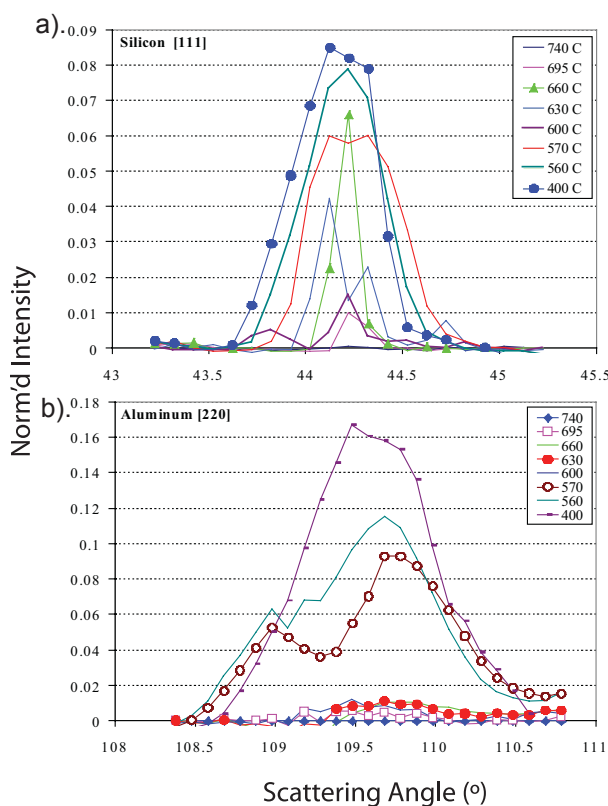 a).
Silicon [111]
0.09
0.08
0.07
0.06
0.05
0.04
0.03
0.02
0.01
0
43
43.5
44
44.5
45
45.5
740 C
695 C
660 C
630 C
600 C
570 C
560 C
400 C
Norm'd Intensity
b).
Aluminum [220]
0.18
0.16
0.14
0.12
0.1
0.08
0.06
0.04
0.02
0
108
108.5
109
109.5
110
110.5
111
740
695
660
630
600
570
560
400
Scattering Angle (º)